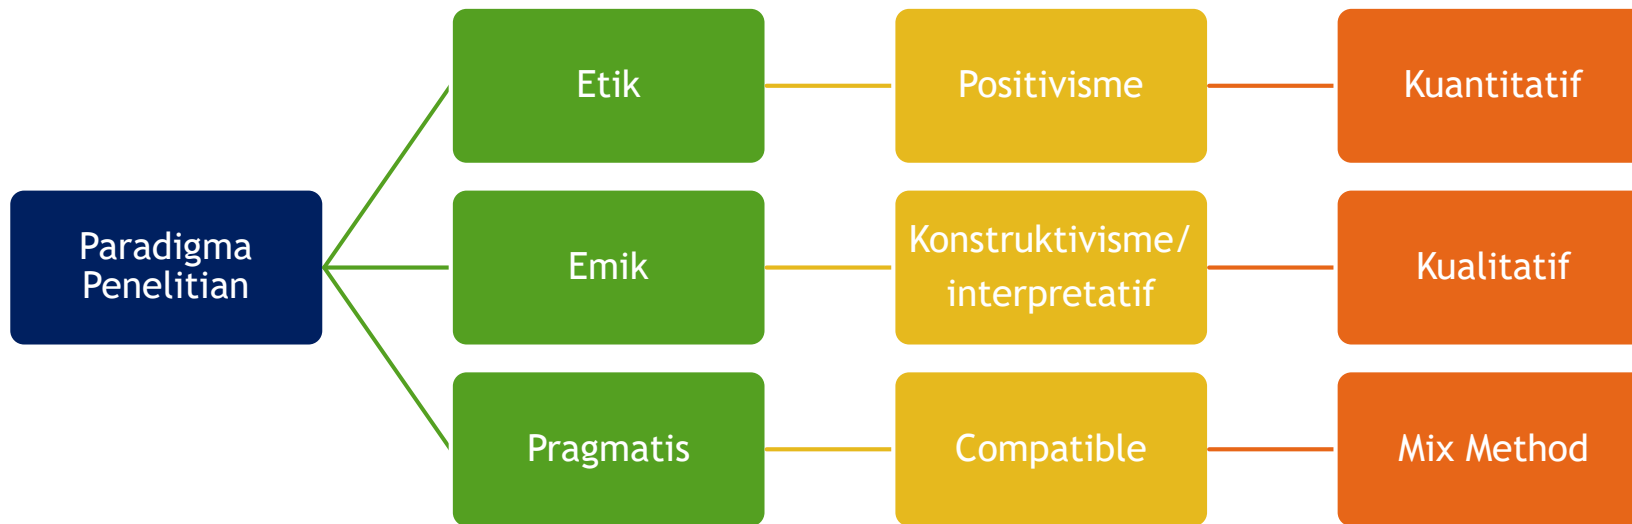 Etik
Positivisme
Kuantitatif
Paradigma
Penelitian
Emik
Konstruktivisme/
interpretatif
Kualitatif
Pragmatis
Compatible
Mix Method